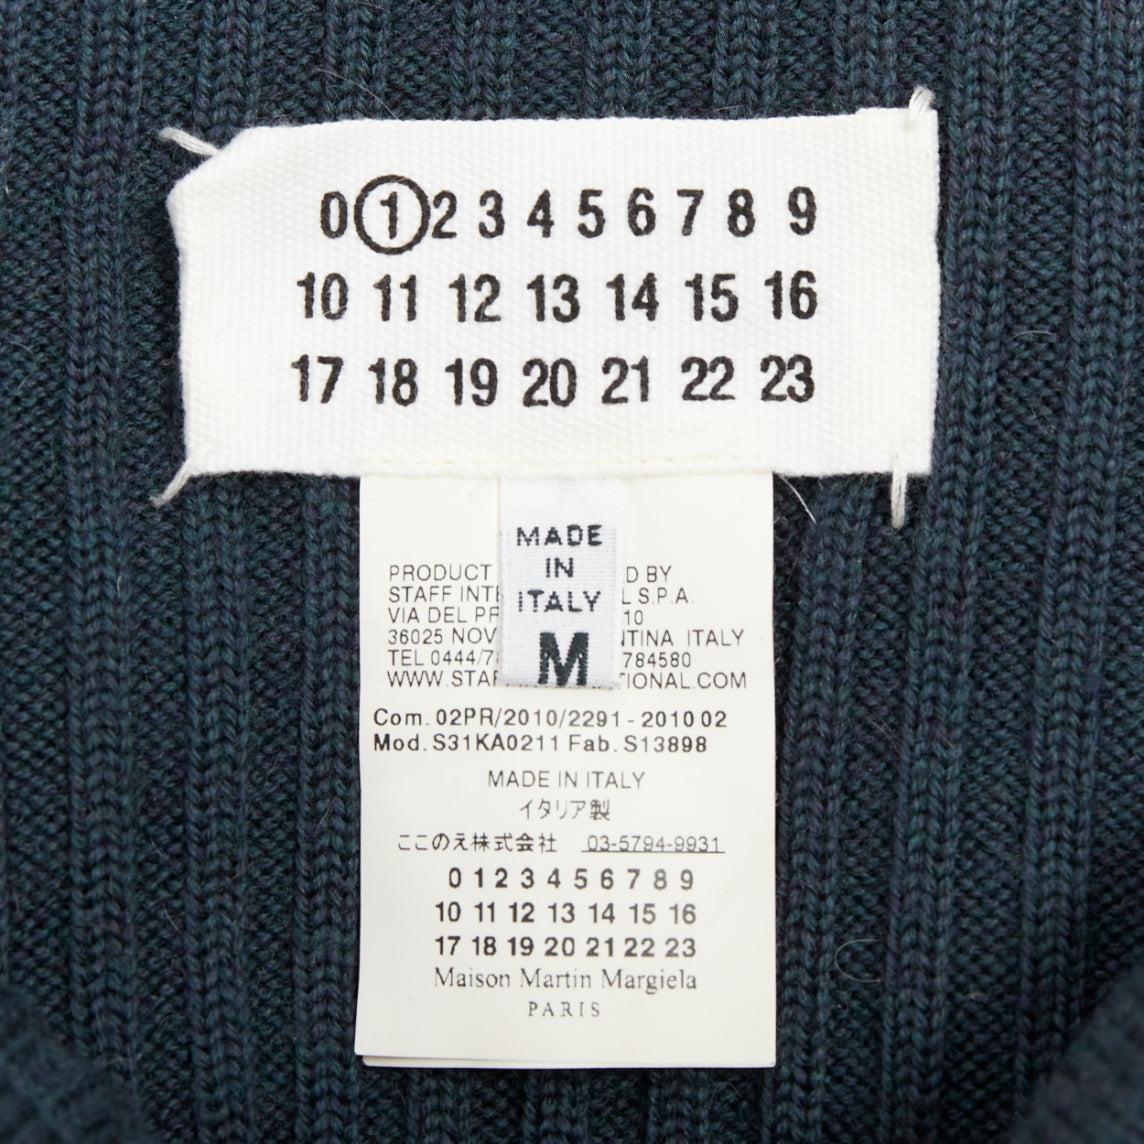 0 1 2 3 4 5 6 7 8 9
10 11 12 13 14 15 16
17 18 19 20 21 22 23
MADE
IN
ITALY
M
PRODUCT D BY
STAFF INTE L S.P.A.
VIA DEL PR 10
36025 NOV NTINA ITALY
TEL 0444/7 784580
WWW.STAF IONAL.COM
Com. 02PR/2010/2291 - 2010 02
Mod. S31KA0211 Fab. S13898
MADE IN ITALY
イタリア製
ここのえ株式会社 03-5794-9931
0 1 2 3 4 5 6 7 8 9
10 11 12 13 14 15 16
17 18 19 20 21 22 23
Maison Martin Margiela
PARIS